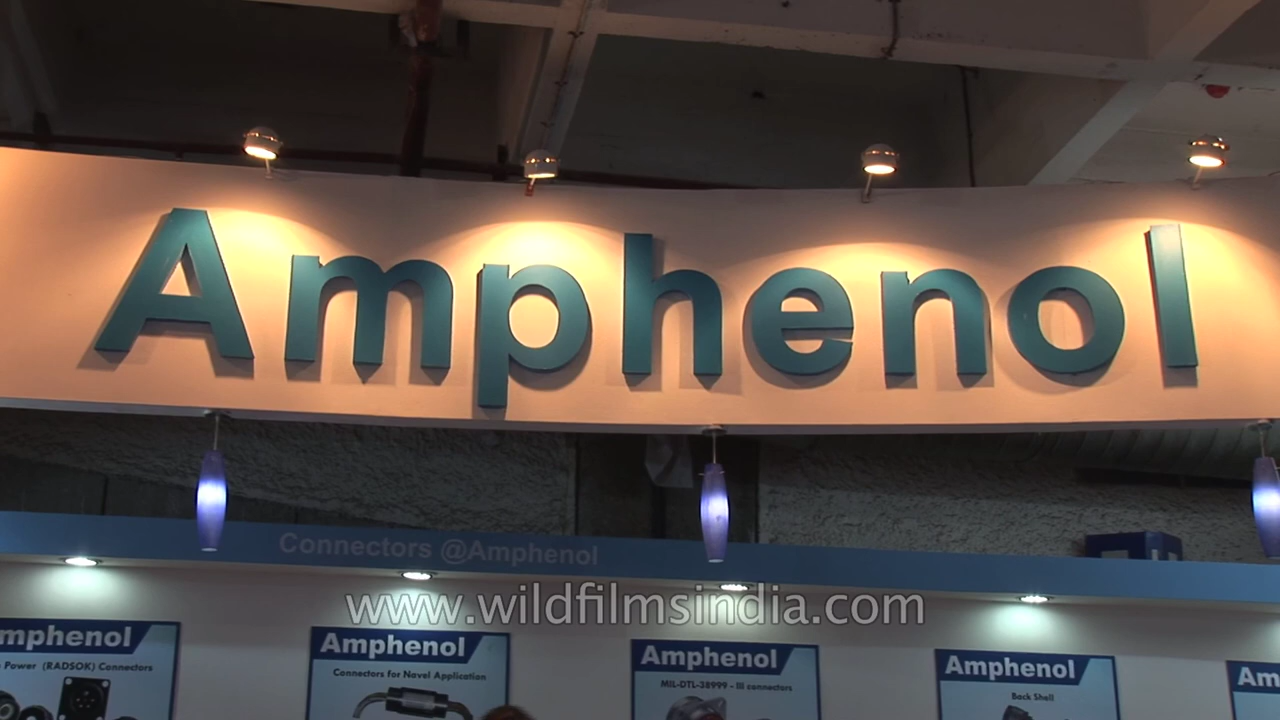 Amphenol
Connectors @Amphenol
www.wildfilmsindia.com
mphenol
Power (RADSOK) Connectors
Amphenol
Connectors for Navel Application
Amphenol
MIL-DTL-38999 - III connectors
Amphenol
Back Shell
Am